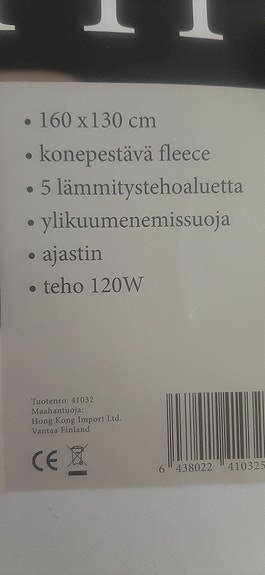 • 160 x130 cm
• konepestävä fleece
• 5 lämmitystehoaluetta
• ylikuumenemissuoja
• ajastin
• teho 120W
Tuotenro: 41032
Maahantuoja:
Hong Kong Import Ltd.
Vantaa Finland
CE
6 438022 410325